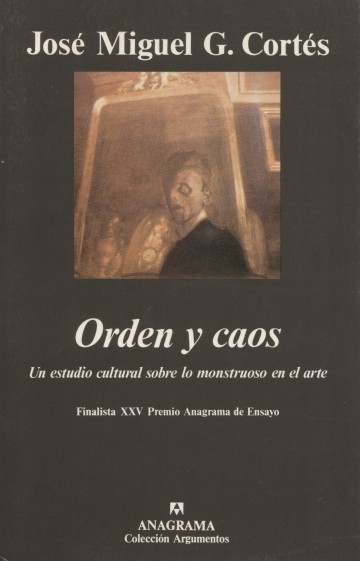 José Miguel G. Cortés
Orden y caos
Un estudio cultural sobre lo monstruoso en el arte
Finalista XXV Premio Anagrama de Ensayo
ANAGRAMA
Colección Argumentos